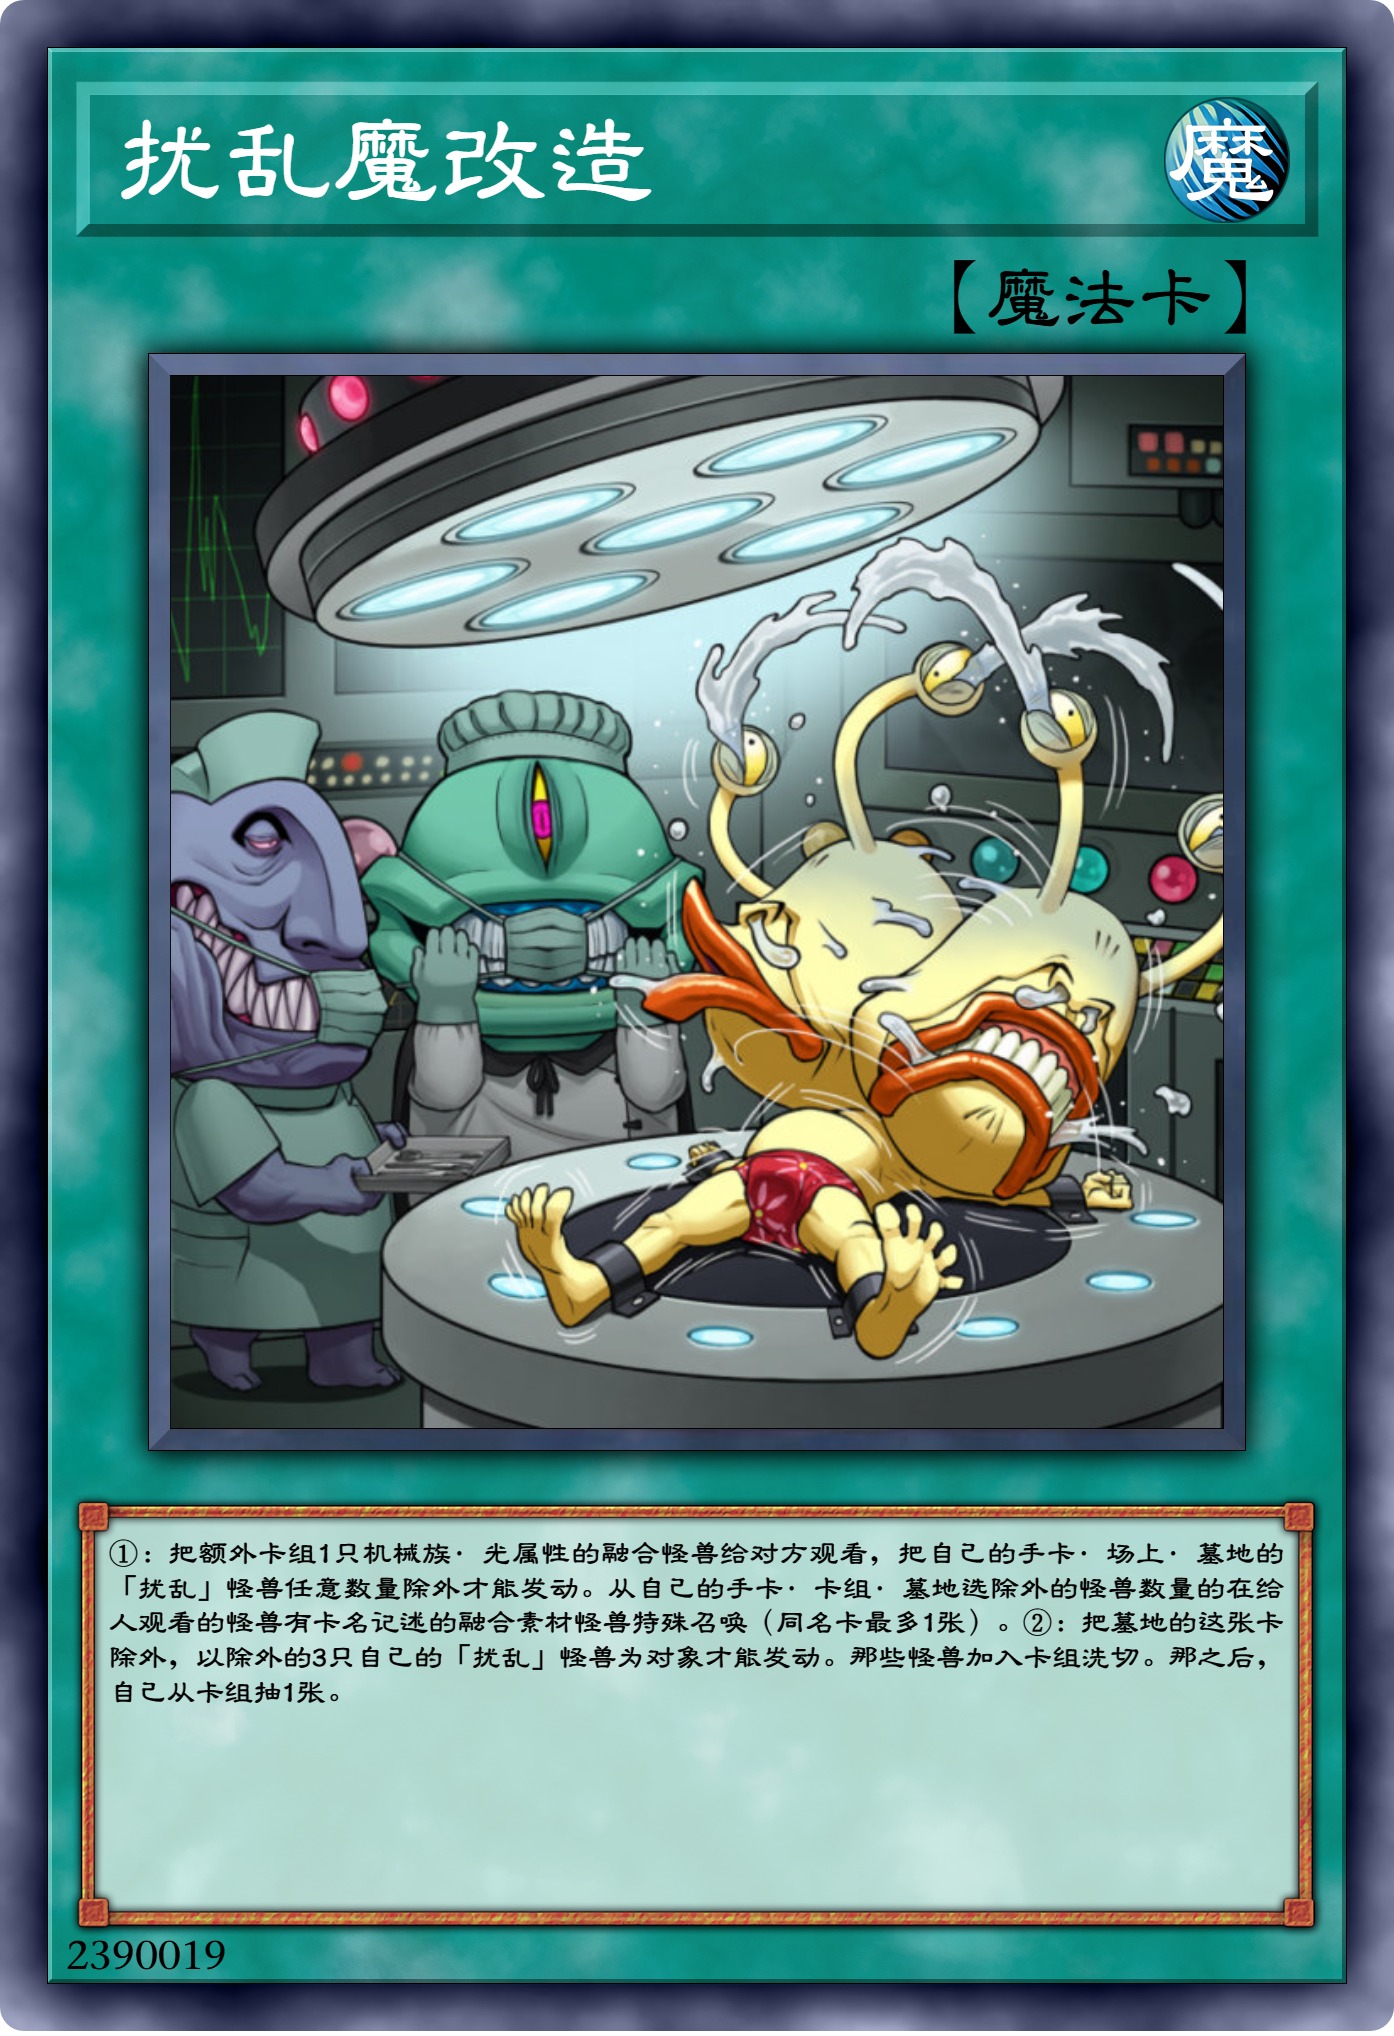 扰乱魔改造
魔
【魔法卡】
①：把额外卡组1只机械族·光属性的融合怪兽给对方观看，把自己的手卡·场上·墓地的
「扰乱」怪兽任意数量除外才能发动。从自己的手卡·卡组·墓地选除外的怪兽数量的在给
人观看的怪兽有卡名记述的融合素材怪兽特殊召唤（同名卡最多1张）。②：把墓地的这张卡
除外，以除外的3只自己的「扰乱」怪兽为对象才能发动。那些怪兽加入卡组洗切。那之后，
自己从卡组抽1张。
2390019